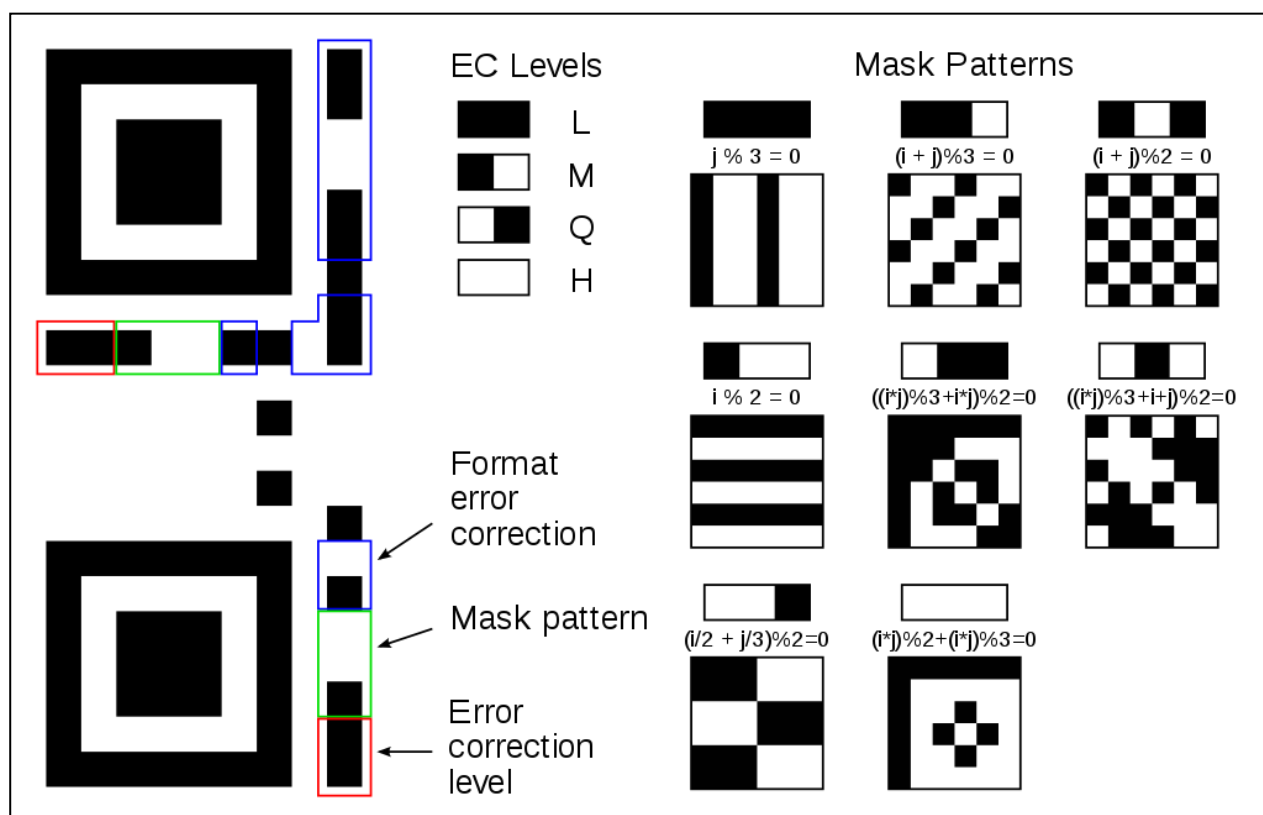 EC Levels
L
M
Q
H
Mask Patterns
j % 3 = 0
(i + j)%3 = 0
(i + j)%2 = 0
i % 2 = 0
((i*j)%3+i*j)%2=0
((i*j)%3+i+j)%2=0
(i/2 + j/3)%2=0
(i*j)%2+(i*j)%3=0
Format
error
correction
Mask pattern
Error
correction
level